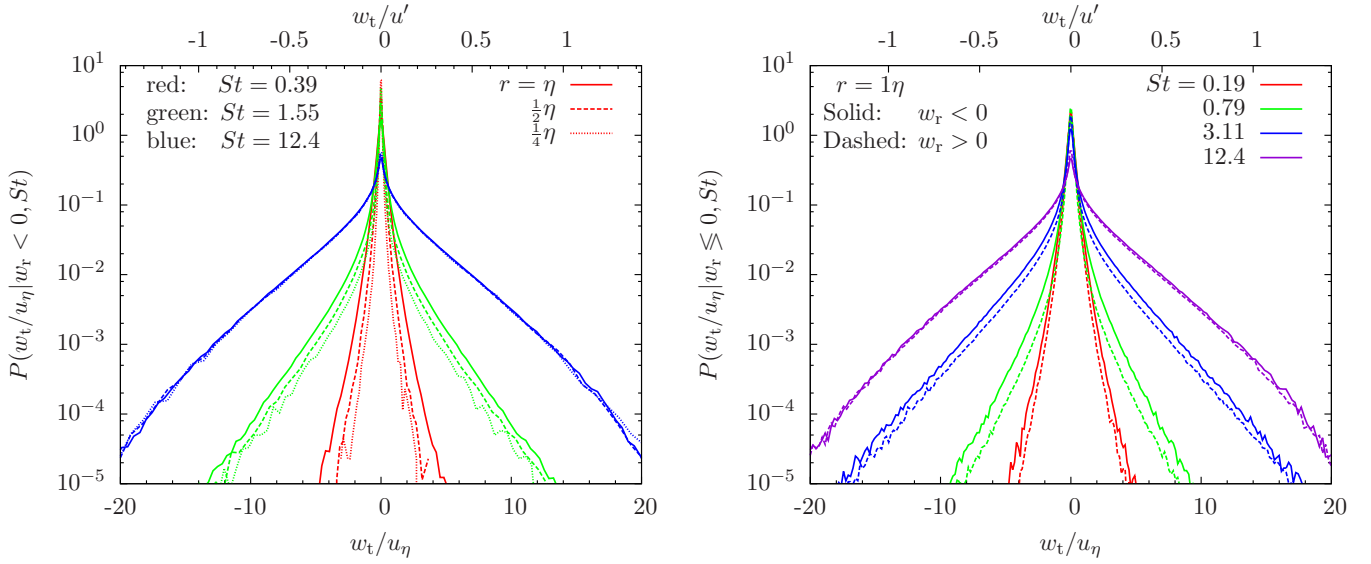 w_t/u′
-1 -0.5 0 0.5 1
10^1
10^0
10^-1
10^-2
10^-3
10^-4
10^-5
P(w_t/u_η|w_r < 0, St)
red: St = 0.39
green: St = 1.55
blue: St = 12.4
r = η
½η
¼η
-20 -10 0 10 20
w_t/u_η
w_t/u′
-1 -0.5 0 0.5 1
10^1
10^0
10^-1
10^-2
10^-3
10^-4
10^-5
P(w_t/u_η|w_r ≶ 0, St)
r = 1η
Solid: w_r < 0
Dashed: w_r > 0
St = 0.19
0.79
3.11
12.4
-20 -10 0 10 20
w_t/u_η